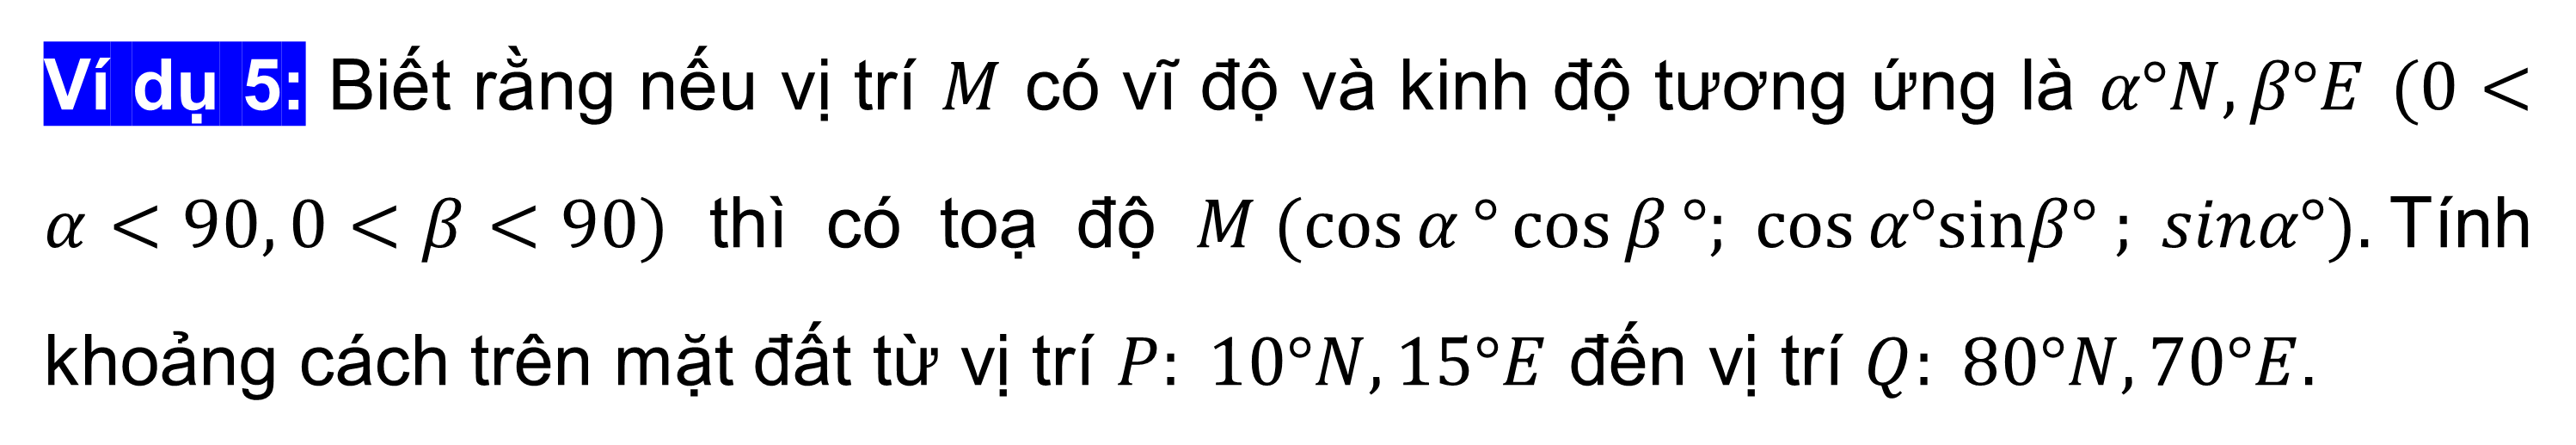 Ví dụ 5: Biết rằng nếu vị trí M có vĩ độ và kinh độ tương ứng là α°N, β°E (0 <
α < 90, 0 < β < 90) thì có toạ độ M (cos α ° cos β °; cos α°sinβ° ; sinα°). Tính
khoảng cách trên mặt đất từ vị trí P: 10°N, 15°E đến vị trí Q: 80°N, 70°E.